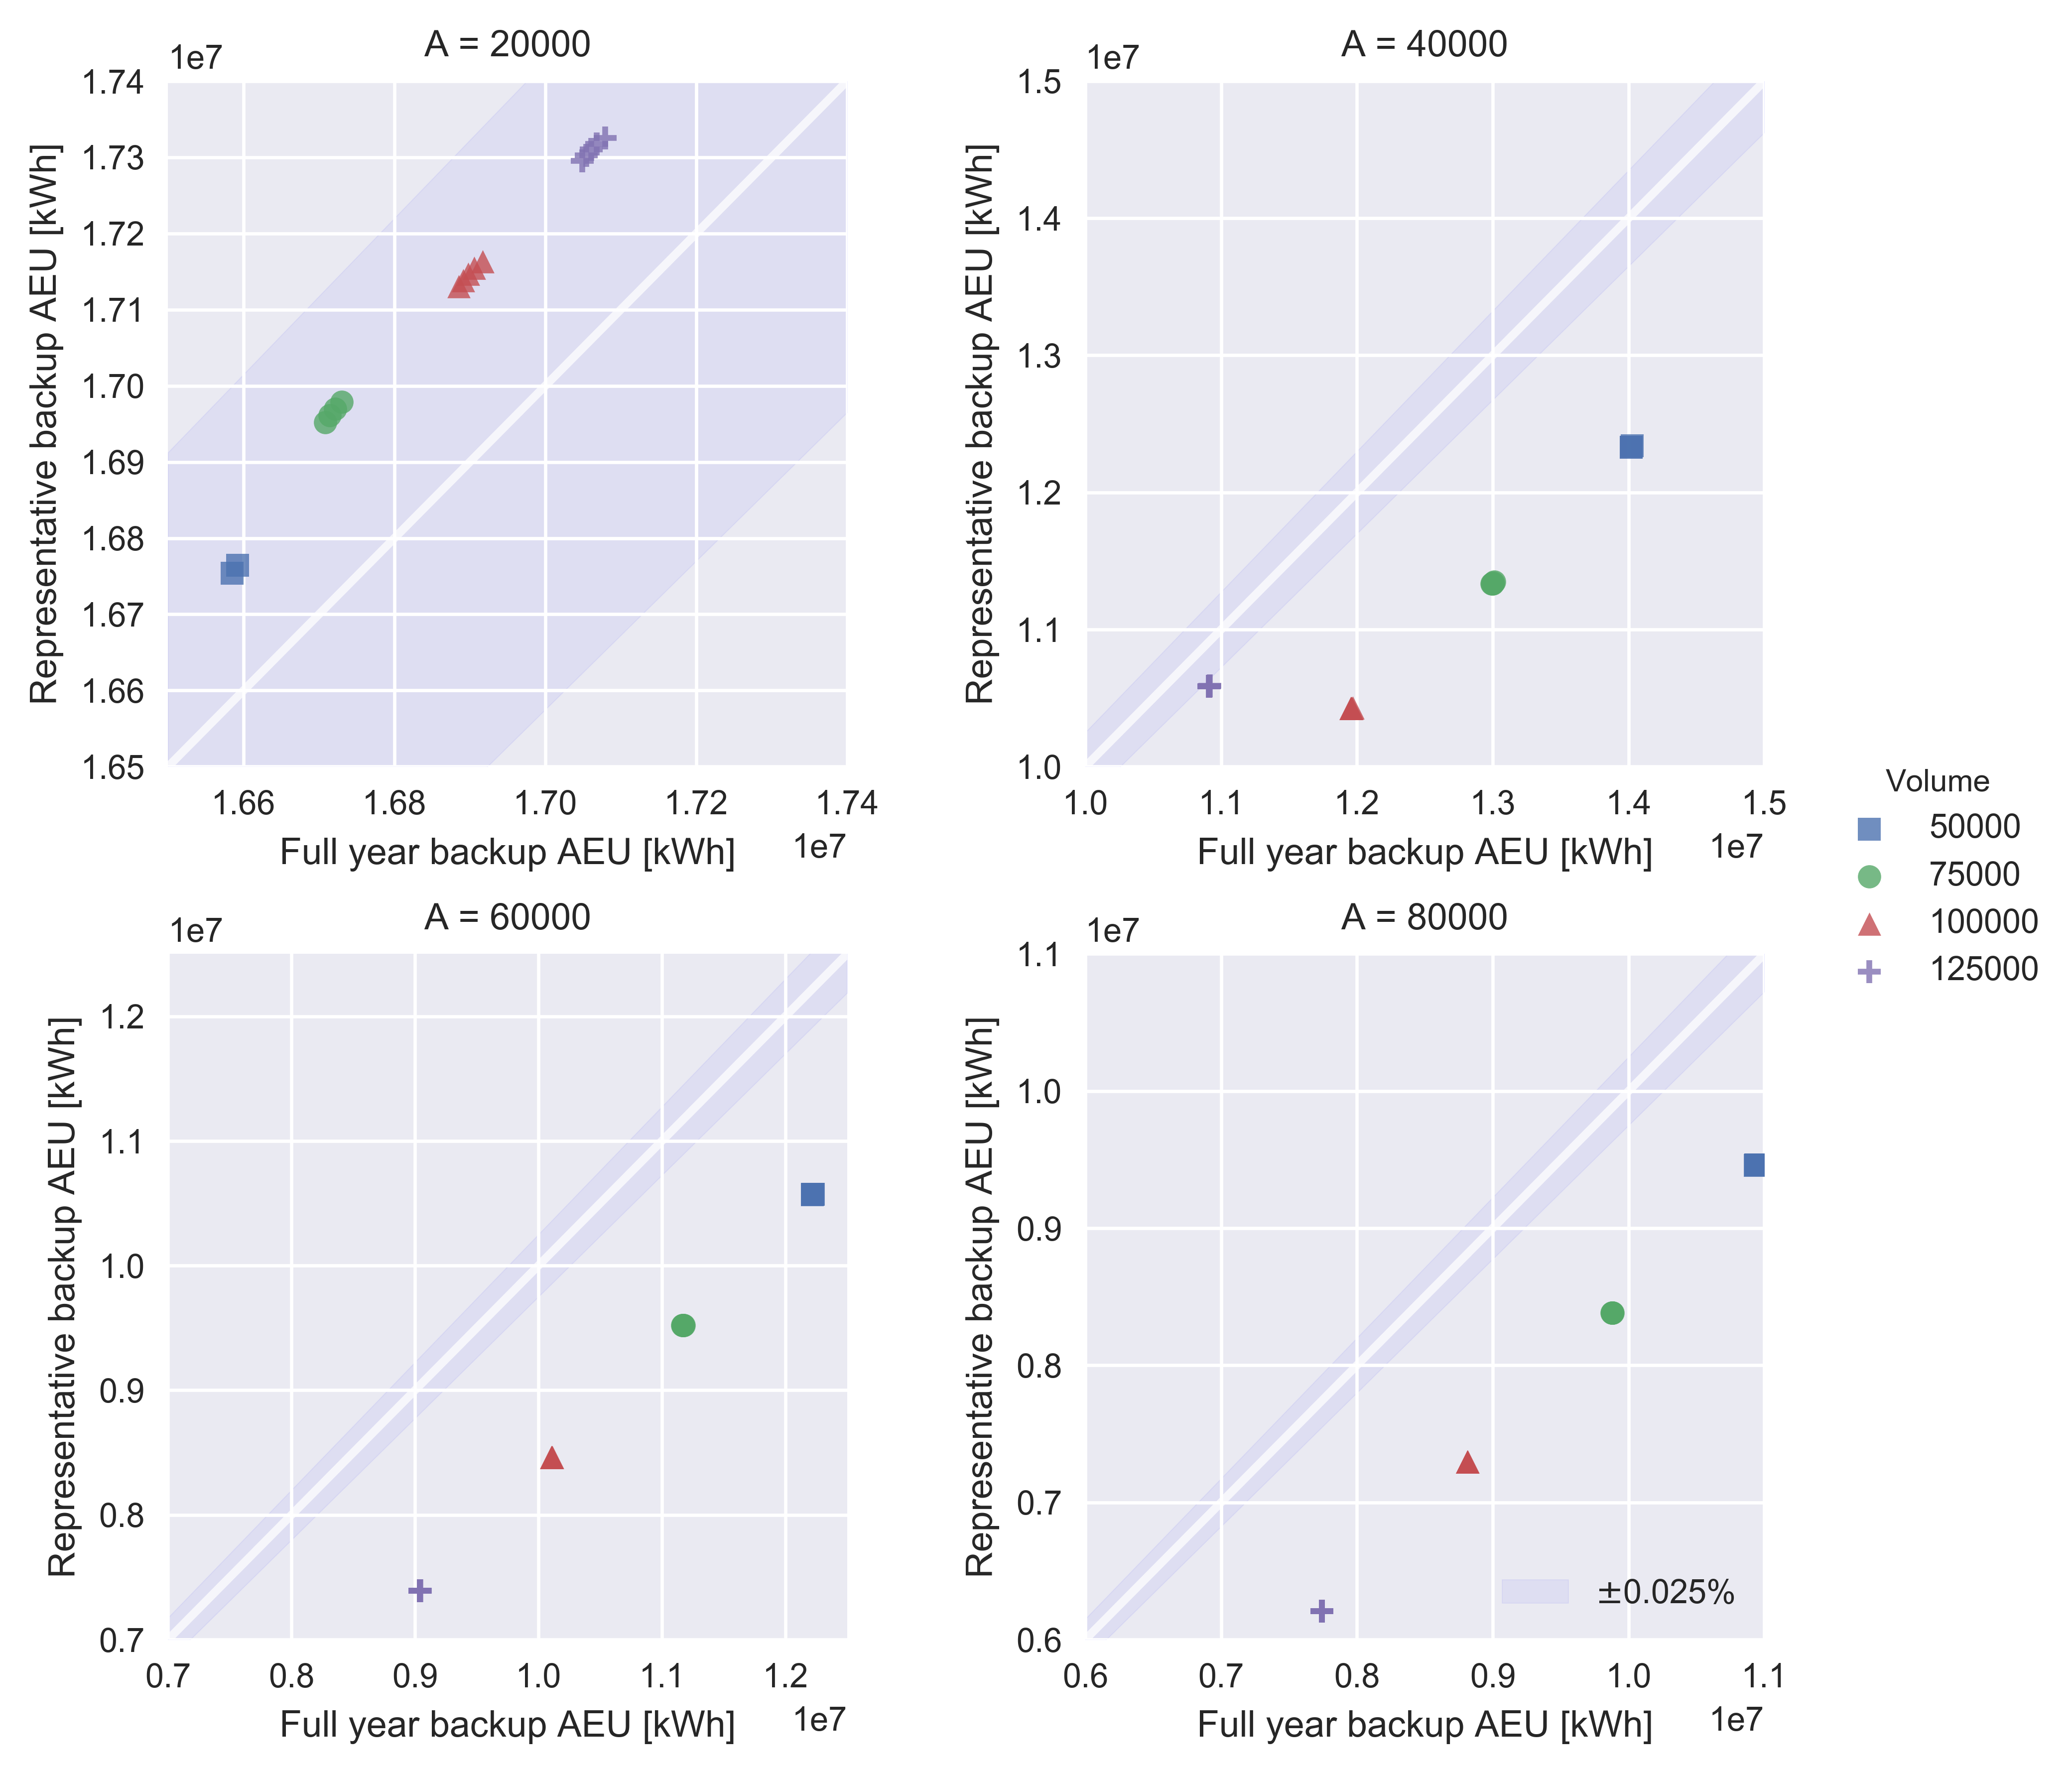 A = 20000
1e7
1.74
1.73
1.72
1.71
1.70
1.69
1.68
1.67
1.66
1.65
Representative backup AEU [kWh]
1.66 1.68 1.70 1.72 1.74
Full year backup AEU [kWh]
1e7
A = 40000
1e7
1.5
1.4
1.3
1.2
1.1
1.0
Representative backup AEU [kWh]
1.0 1.1 1.2 1.3 1.4 1.5
Full year backup AEU [kWh]
1e7
Volume
50000
75000
100000
125000
A = 60000
1e7
1.2
1.1
1.0
0.9
0.8
0.7
Representative backup AEU [kWh]
0.7 0.8 0.9 1.0 1.1 1.2
Full year backup AEU [kWh]
1e7
A = 80000
1e7
1.1
1.0
0.9
0.8
0.7
0.6
Representative backup AEU [kWh]
±0.025%
0.6 0.7 0.8 0.9 1.0 1.1
Full year backup AEU [kWh]
1e7